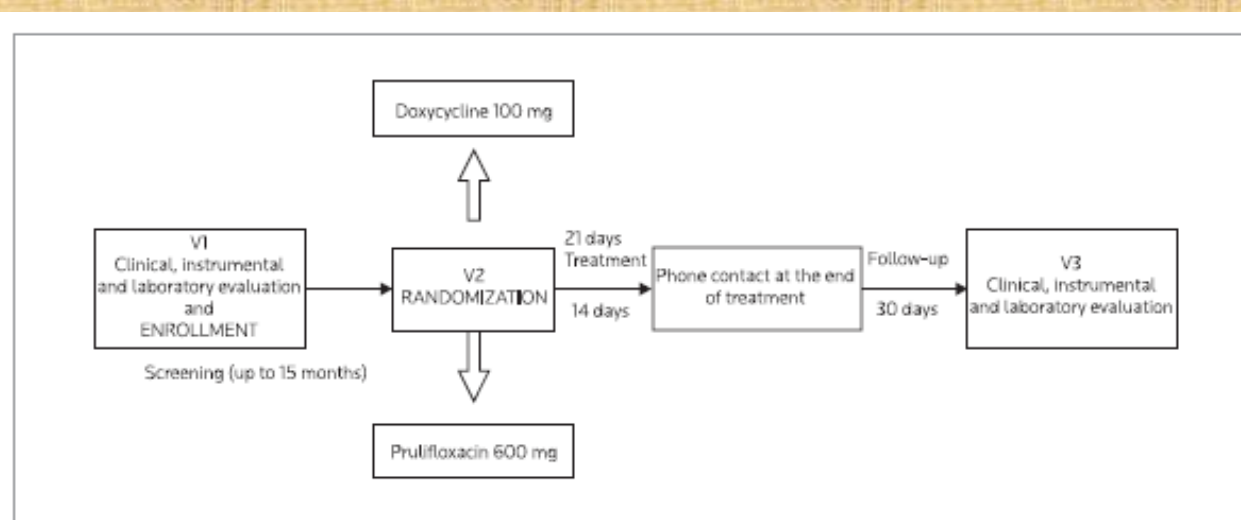 Doxycycline 100 mg
V1
Clinical, instrumental
and laboratory evaluation
and
ENROLLMENT
Screening (up to 15 months)
V2
RANDOMIZATION
21 days
Treatment
14 days
Phone contact at the end
of treatment
Follow-up
30 days
V3
Clinical, instrumental
and laboratory evaluation
Prulifloxacin 600 mg